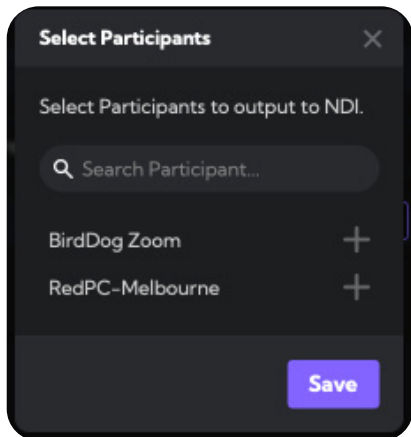 Select Participants
Select Participants to output to NDI.
Search Participant...
BirdDog Zoom
RedPC-Melbourne
Save